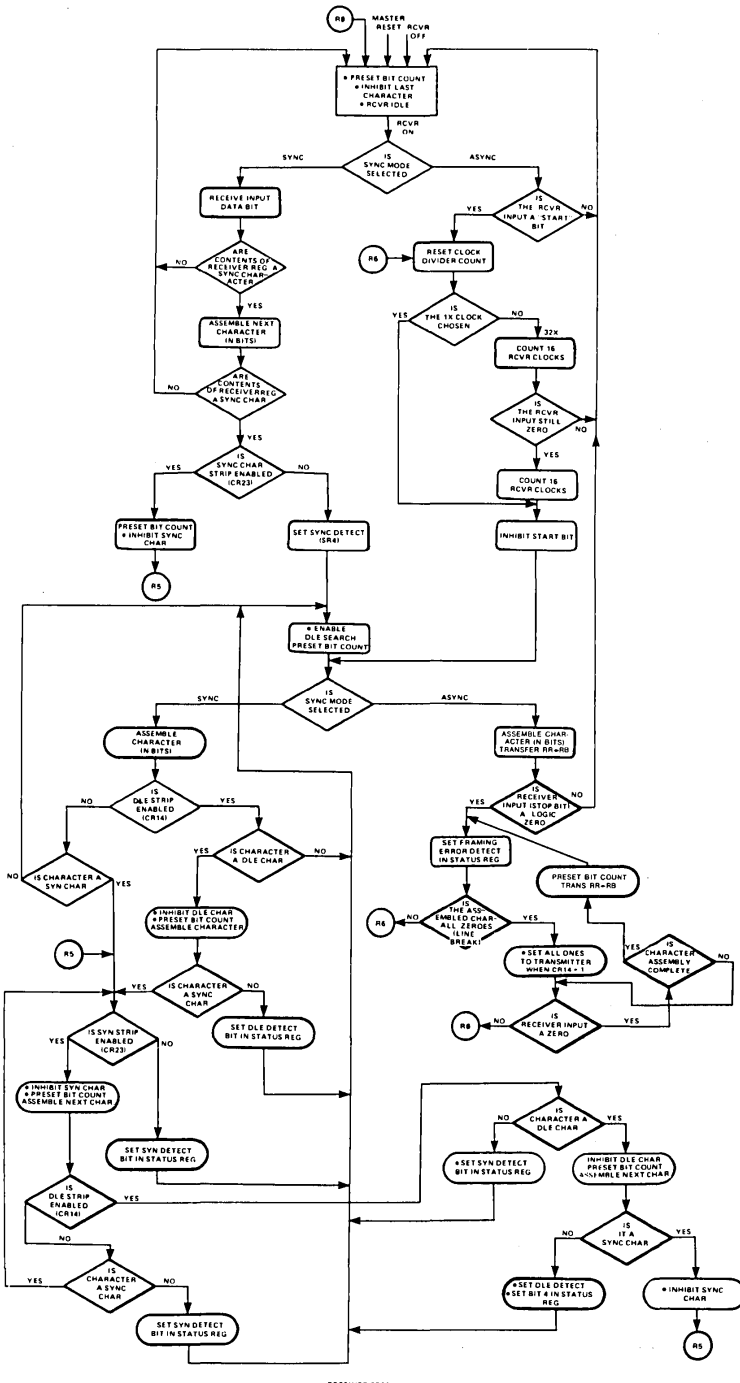 R8
MASTER
RESET RCVR
OFF
• PRESET BIT COUNT
• INHIBIT LAST
CHARACTER
• RCVR IDLE
RCVR
ON
SYNC
IS
SYNC MODE
SELECTED
ASYNC
RECEIVE INPUT
DATA BIT
YES
IS
THE RCVR
INPUT A "START"
BIT
NO
NO
ARE
CONTENTS OF
RECEIVER REG A
SYNC CHAR-
ACTER
R6
RESET CLOCK
DIVIDER COUNT
YES
YES
IS
THE 1X CLOCK
CHOSEN
NO
ASSEMBLE NEXT
CHARACTER
(N BITS)
32X
COUNT 16
RCVR CLOCKS
NO
ARE
CONTENTS
OF RECEIVER REG
A SYNC CHAR
IS
THE RCVR
INPUT STILL
ZERO
NO
YES
YES
YES
IS
SYNC CHAR
STRIP ENABLED
(CR23)
NO
COUNT 16
RCVR CLOCKS
PRESET BIT COUNT
• INHIBIT SYNC
CHAR
SET SYNC DETECT
(SR4)
INHIBIT START BIT
R5
• ENABLE
DLE SEARCH
PRESET BIT COUNT
SYNC
IS
SYNC MODE
SELECTED
ASYNC
ASSEMBLE
CHARACTER
(N BITS)
ASSEMBLE CHAR-
ACTER (N BITS)
TRANSFER RR=RB
NO
IS
DLE STRIP
ENABLED
(CR14)
YES
YES
IS
RECEIVER
INPUT (STOP BIT)
A LOGIC
ZERO
NO
YES
IS CHARACTER
A DLE CHAR
NO
SET FRAMING
ERROR DETECT
IN STATUS REG
PRESET BIT COUNT
TRANS RR=RB
NO
IS CHARACTER A
SYN CHAR
YES
• INHIBIT DLE CHAR
• PRESET BIT COUNT
ASSEMBLE CHARACTER
R6
NO
IS
THE ASS-
EMBLED CHAR-
ALL ZEROES
(LINE
BREAK)
YES
YES
IS
CHARACTER
ASSEMBLY
COMPLETE
NO
R5
• SET ALL ONES
TO TRANSMITTER
WHEN CR14 = 1
YES
IS CHARACTER
A SYNC
CHAR
NO
R6
NO
IS
RECEIVER INPUT
A ZERO
YES
SET DLE DETECT
BIT IN STATUS REG
YES
IS SYN STRIP
ENABLED
(CR23)
NO
• INHIBIT SYN CHAR
• PRESET BIT COUNT
ASSEMBLE NEXT CHAR
NO
IS
CHARACTER A
DLE CHAR
YES
SET SYN DETECT
BIT IN STATUS REG
• SET SYN DETECT
BIT IN STATUS REG
INHIBIT DLE CHAR
PRESET BIT COUNT
ASSEMBLE NEXT CHAR
IS
DLE STRIP
ENABLED
(CR14)
YES
NO
NO
IS
IT A
SYNC CHAR
YES
YES
IS
CHARACTER
A SYNC
CHAR
NO
• SET DLE DETECT
• SET BIT 4 IN STATUS
REG
• INHIBIT SYNC
CHAR
SET SYN DETECT
BIT IN STATUS REG
R5